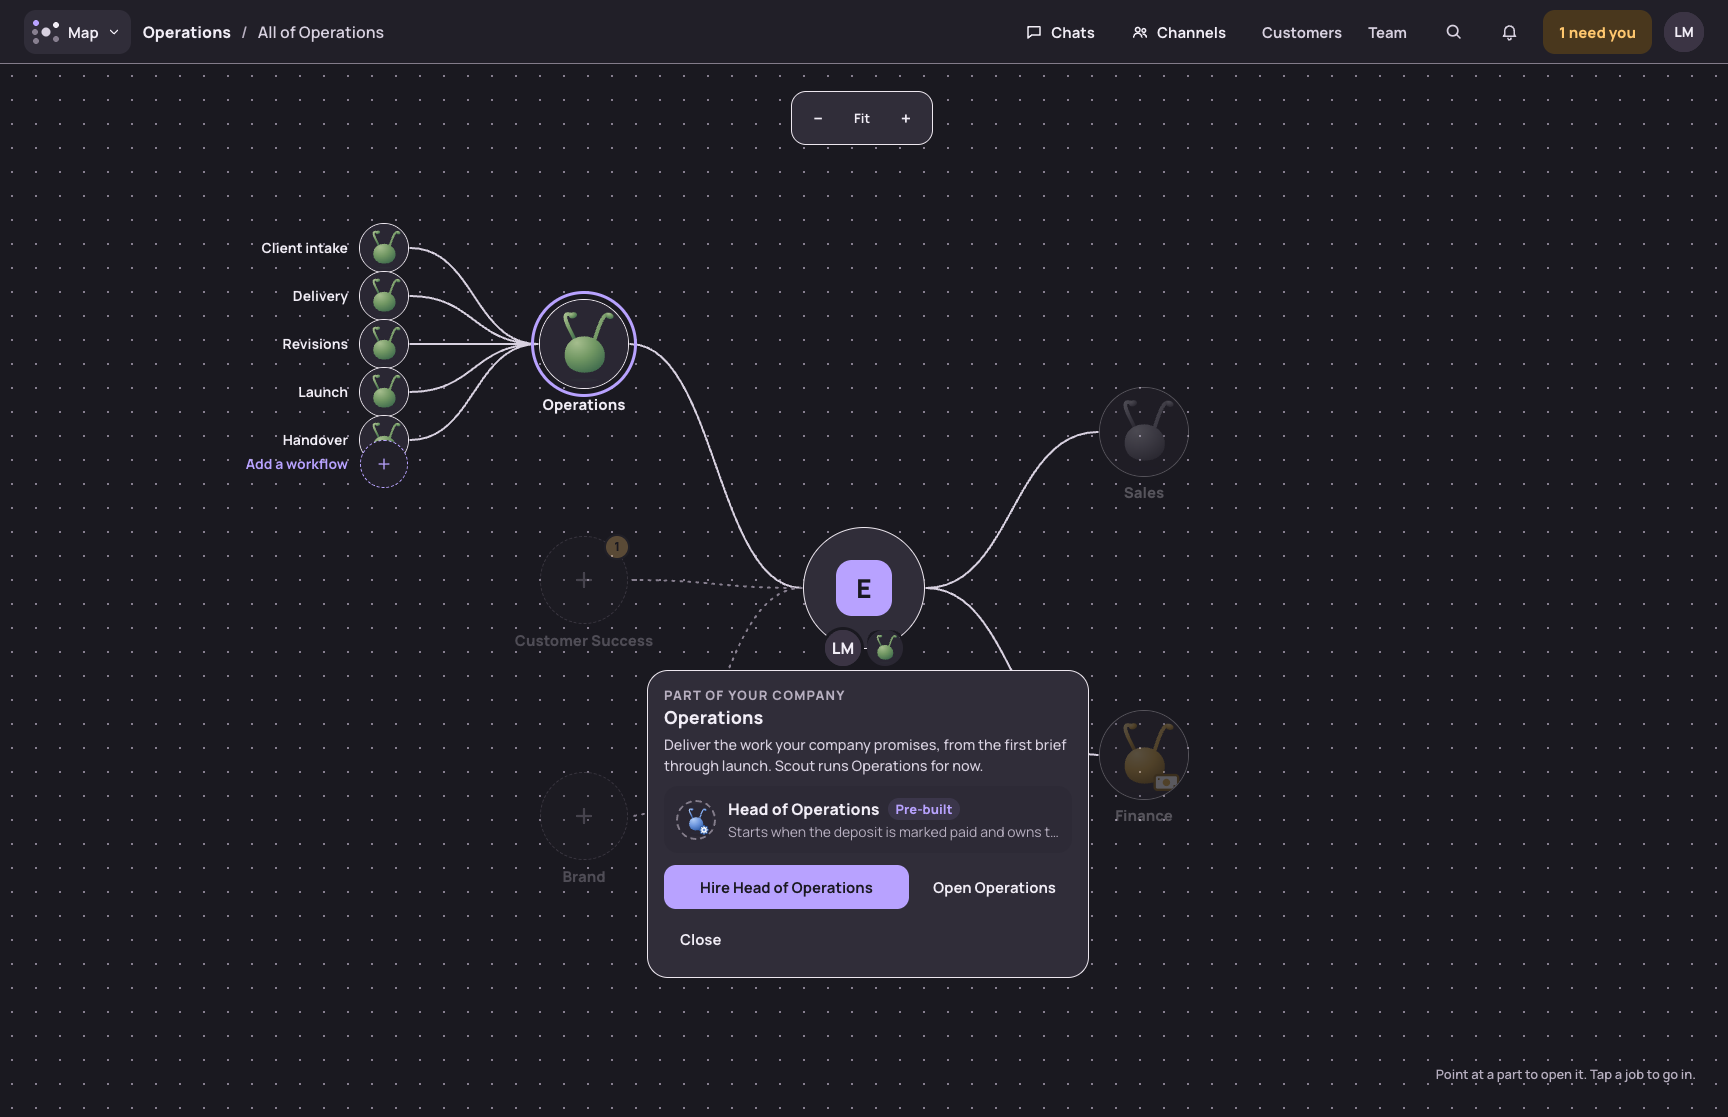 Map
Operations / All of Operations
Chats
Channels
Customers
Team
1 need you
LM
− Fit +
Client intake
Delivery
Revisions
Launch
Handover
Add a workflow
+
Operations
Sales
1
+
Customer Success
E
LM
PART OF YOUR COMPANY
Operations
Deliver the work your company promises, from the first brief
through launch. Scout runs Operations for now.
Head of Operations Pre-built
Starts when the deposit is marked paid and owns t...
Hire Head of Operations
Open Operations
Close
+
Brand
Finance
Point at a part to open it. Tap a job to go in.